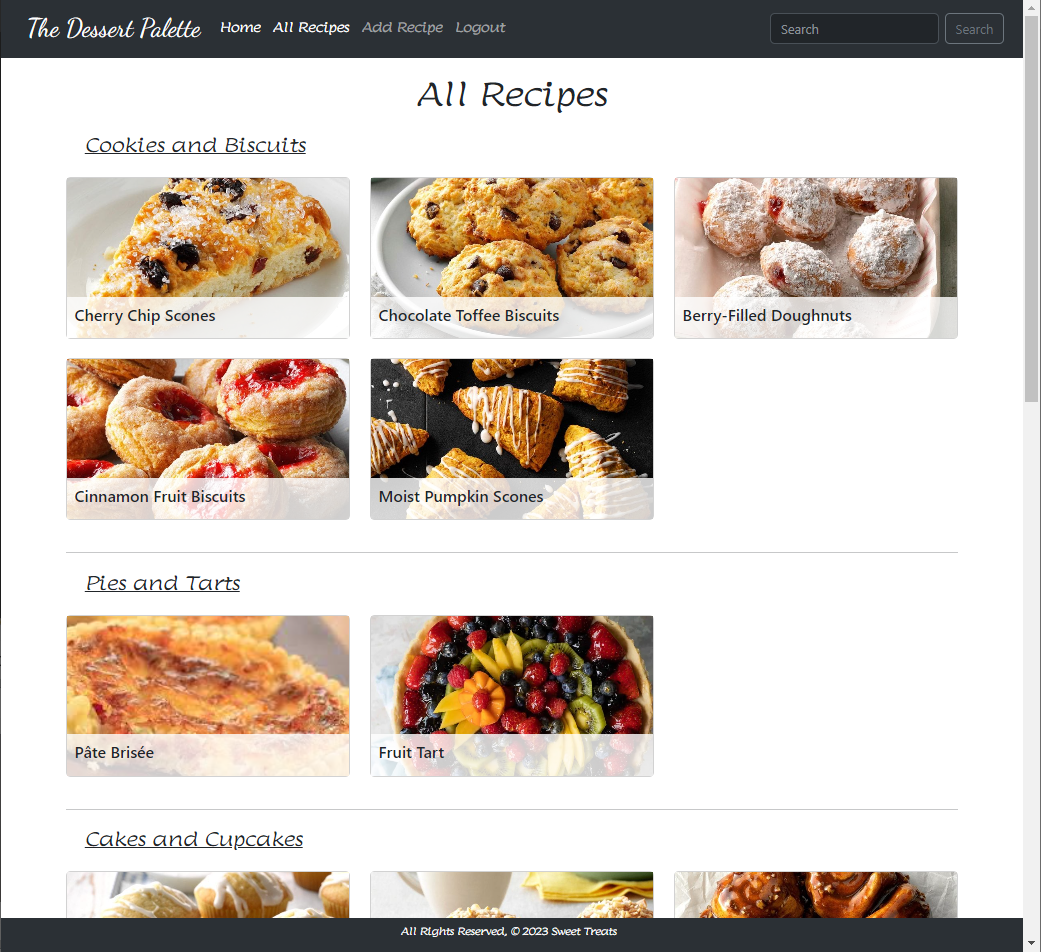 The Dessert Palette Home All Recipes Add Recipe Logout Search Search
All Recipes
Cookies and Biscuits
Cherry Chip Scones Chocolate Toffee Biscuits Berry-Filled Doughnuts
Cinnamon Fruit Biscuits Moist Pumpkin Scones
Pies and Tarts
Pâte Brisée Fruit Tart
Cakes and Cupcakes
All Rights Reserved, © 2023 Sweet Treats